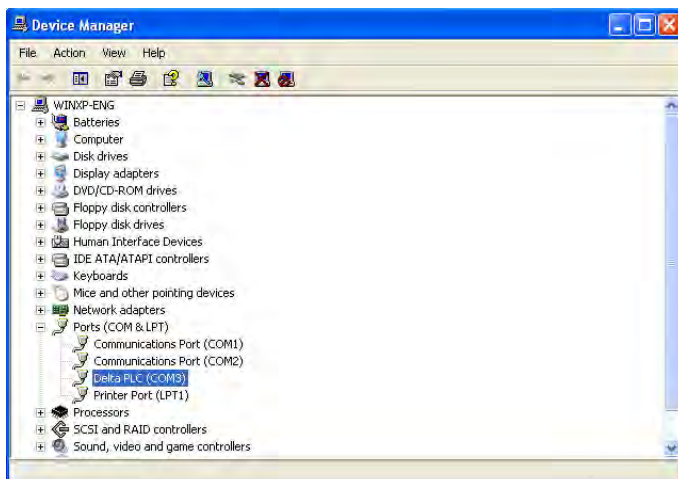 Device Manager
File Action View Help
WINXP-ENG
Batteries
Computer
Disk drives
Display adapters
DVD/CD-ROM drives
Floppy disk controllers
Floppy disk drives
Human Interface Devices
IDE ATA/ATAPI controllers
Keyboards
Mice and other pointing devices
Network adapters
Ports (COM & LPT)
Communications Port (COM1)
Communications Port (COM2)
Delta PLC (COM3)
Printer Port (LPT1)
Processors
SCSI and RAID controllers
Sound, video and game controllers